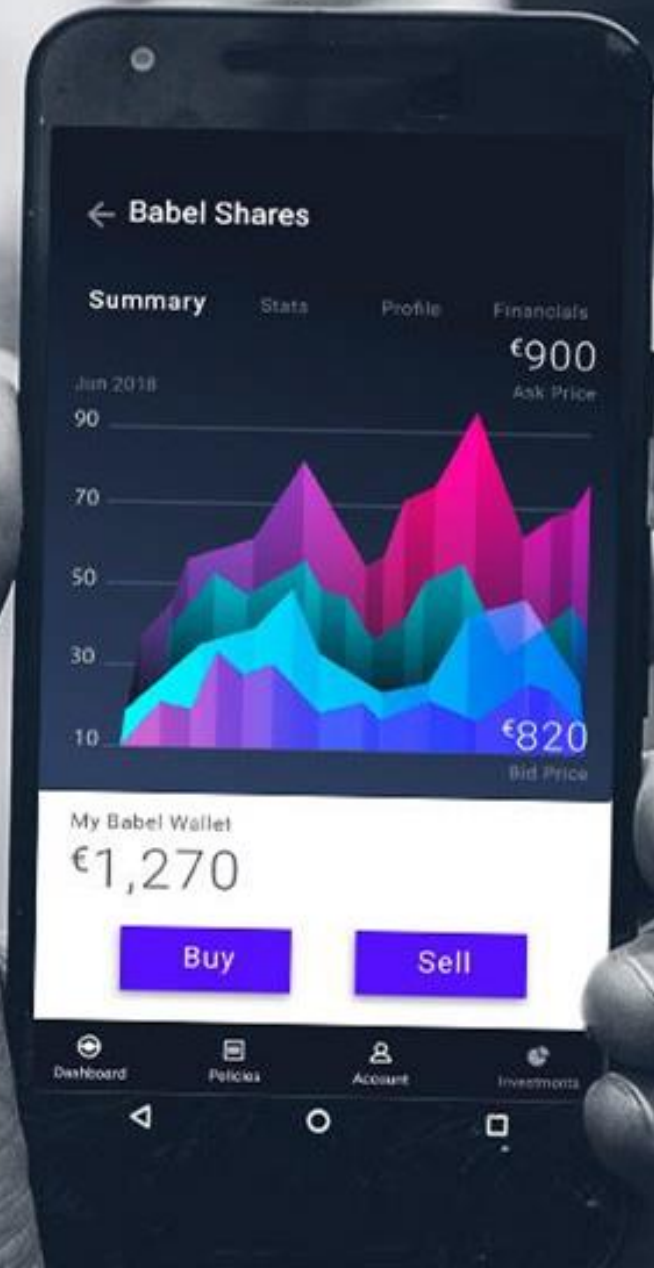 ← Babel Shares
Summary Stats Profile Financials
€900
Jun 2018
Ask Price
90
70
50
30
10
€820
Bid Price
My Babel Wallet
€1,270
Buy Sell
Dashboard Policies Account Investments